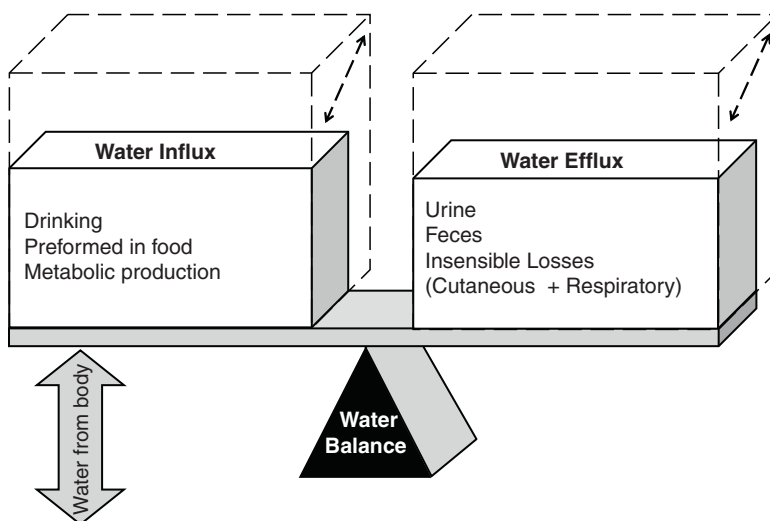 Water Influx
Drinking
Preformed in food
Metabolic production
Water Efflux
Urine
Feces
Insensible Losses
(Cutaneous + Respiratory)
Water from body
Water
Balance